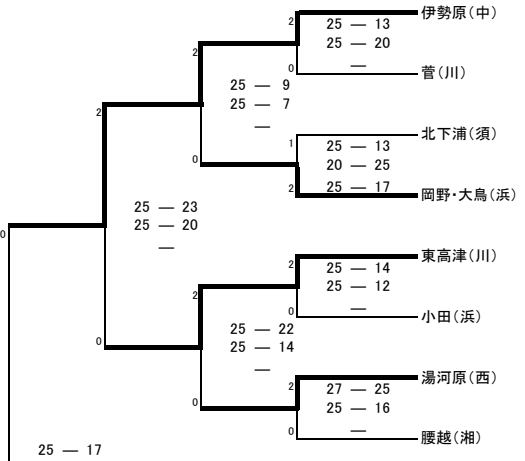 2
伊勢原(中)
25 ― 13
25 ― 20
―
0
菅(川)
2
25 ― 9
25 ― 7
―
0
1
北下浦(須)
25 ― 13
20 ― 25
25 ― 17
2
岡野・大鳥(浜)
2
25 ― 23
25 ― 20
―
0
0
2
東高津(川)
25 ― 14
25 ― 12
―
0
小田(浜)
2
25 ― 22
25 ― 14
―
0
2
湯河原(西)
27 ― 25
25 ― 16
―
0
腰越(湘)
25 ― 17